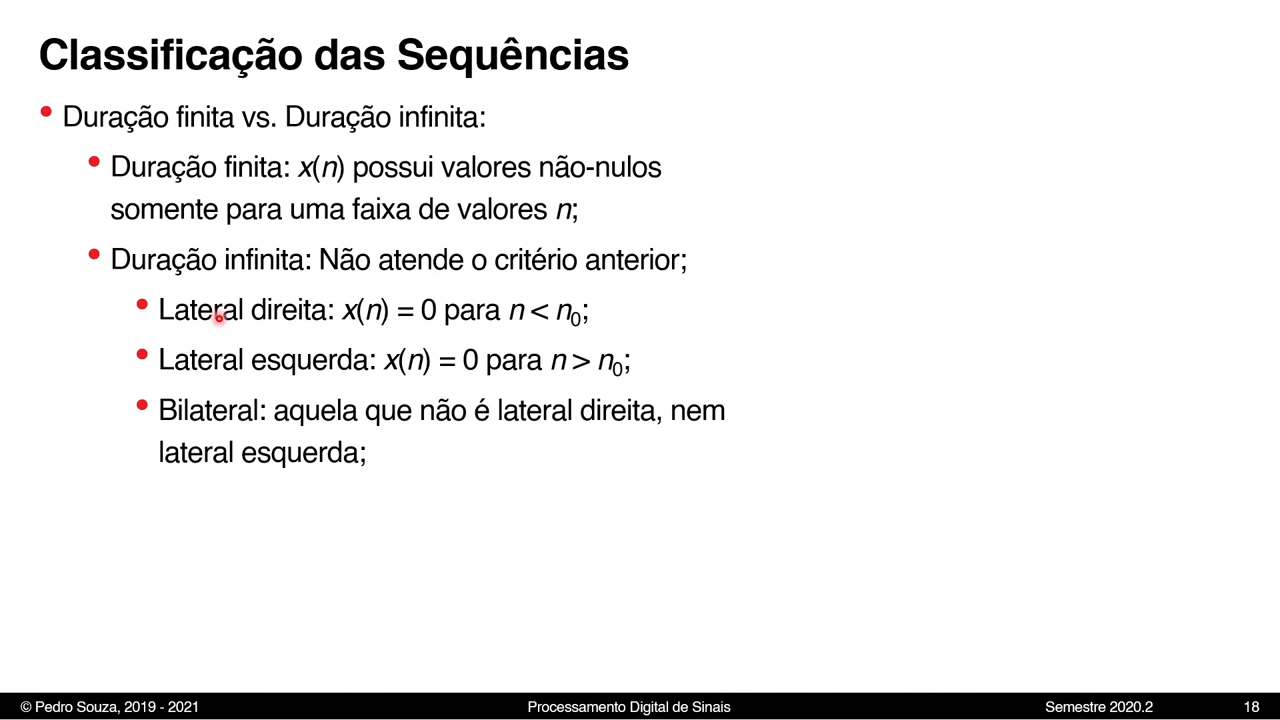 Classificação das Sequências
• Duração finita vs. Duração infinita:
• Duração finita: x(n) possui valores não-nulos
somente para uma faixa de valores n;
• Duração infinita: Não atende o critério anterior;
• Lateral direita: x(n) = 0 para n < n₀;
• Lateral esquerda: x(n) = 0 para n > n₀;
• Bilateral: aquela que não é lateral direita, nem
lateral esquerda;
© Pedro Souza, 2019 - 2021 Processamento Digital de Sinais Semestre 2020.2 18